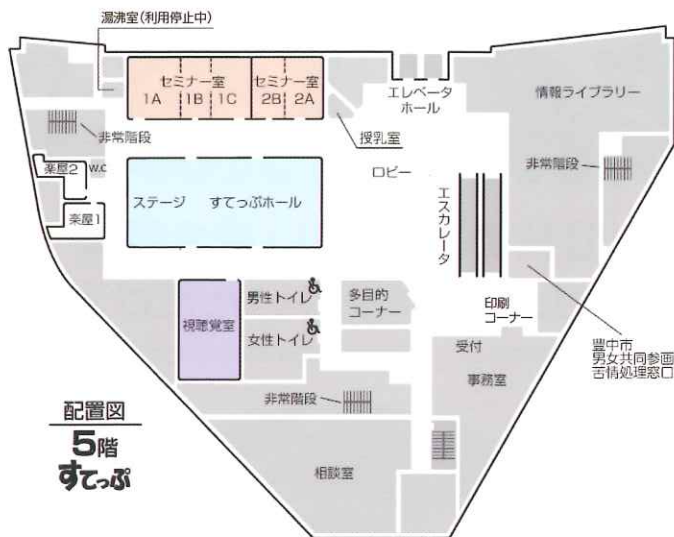 湯沸室(利用停止中)
セミナー室
1A
1B
1C
セミナー室
2B
2A
エレベータ
ホール
情報ライブラリー
授乳室
非常階段
非常階段
楽屋2
W.C
楽屋1
ロビー
ステージ
すてっぷホール
エスカレータ
視聴覚室
男性トイレ
女性トイレ
多目的
コーナー
印刷
コーナー
受付
事務室
豊中市
男女共同参画
苦情処理窓口
非常階段
相談室
配置図
5階
すてっぷ